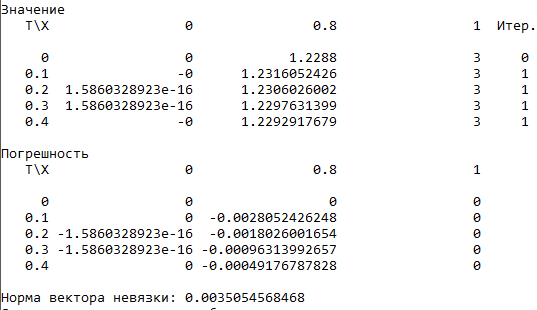 Значение
T\X 0 0.8 1 Итер.
0 0 1.2288 3 0
0.1 -0 1.2316052426 3 1
0.2 1.5860328923e-16 1.2306026002 3 1
0.3 1.5860328923e-16 1.2297631399 3 1
0.4 -0 1.2292917679 3 1
Погрешность
T\X 0 0.8 1
0 0 0 0
0.1 0 -0.0028052426248 0
0.2 -1.5860328923e-16 -0.0018026001654 0
0.3 -1.5860328923e-16 -0.00096313992657 0
0.4 0 -0.00049176787828 0
Норма вектора невязки: 0.0035054568468